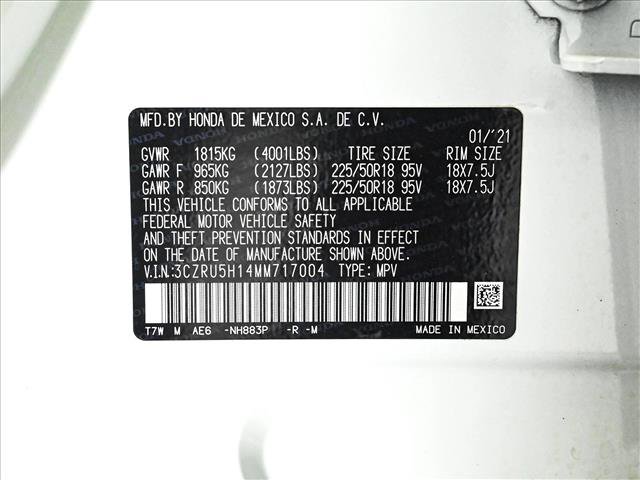 MFD.BY HONDA DE MEXICO S.A. DE C.V.
01/'21
GVWR 1815KG (4001LBS) TIRE SIZE RIM SIZE
GAWR F 965KG (2127LBS) 225/50R18 95V 18X7.5J
GAWR R 850KG (1873LBS) 225/50R18 95V 18X7.5J
THIS VEHICLE CONFORMS TO ALL APPLICABLE
FEDERAL MOTOR VEHICLE SAFETY
AND THEFT PREVENTION STANDARDS IN EFFECT
ON THE DATE OF MANUFACTURE SHOWN ABOVE.
V.I.N:3CZRU5H14MM717004 TYPE: MPV
T7W M AE6 -NH883P -R -M MADE IN MEXICO